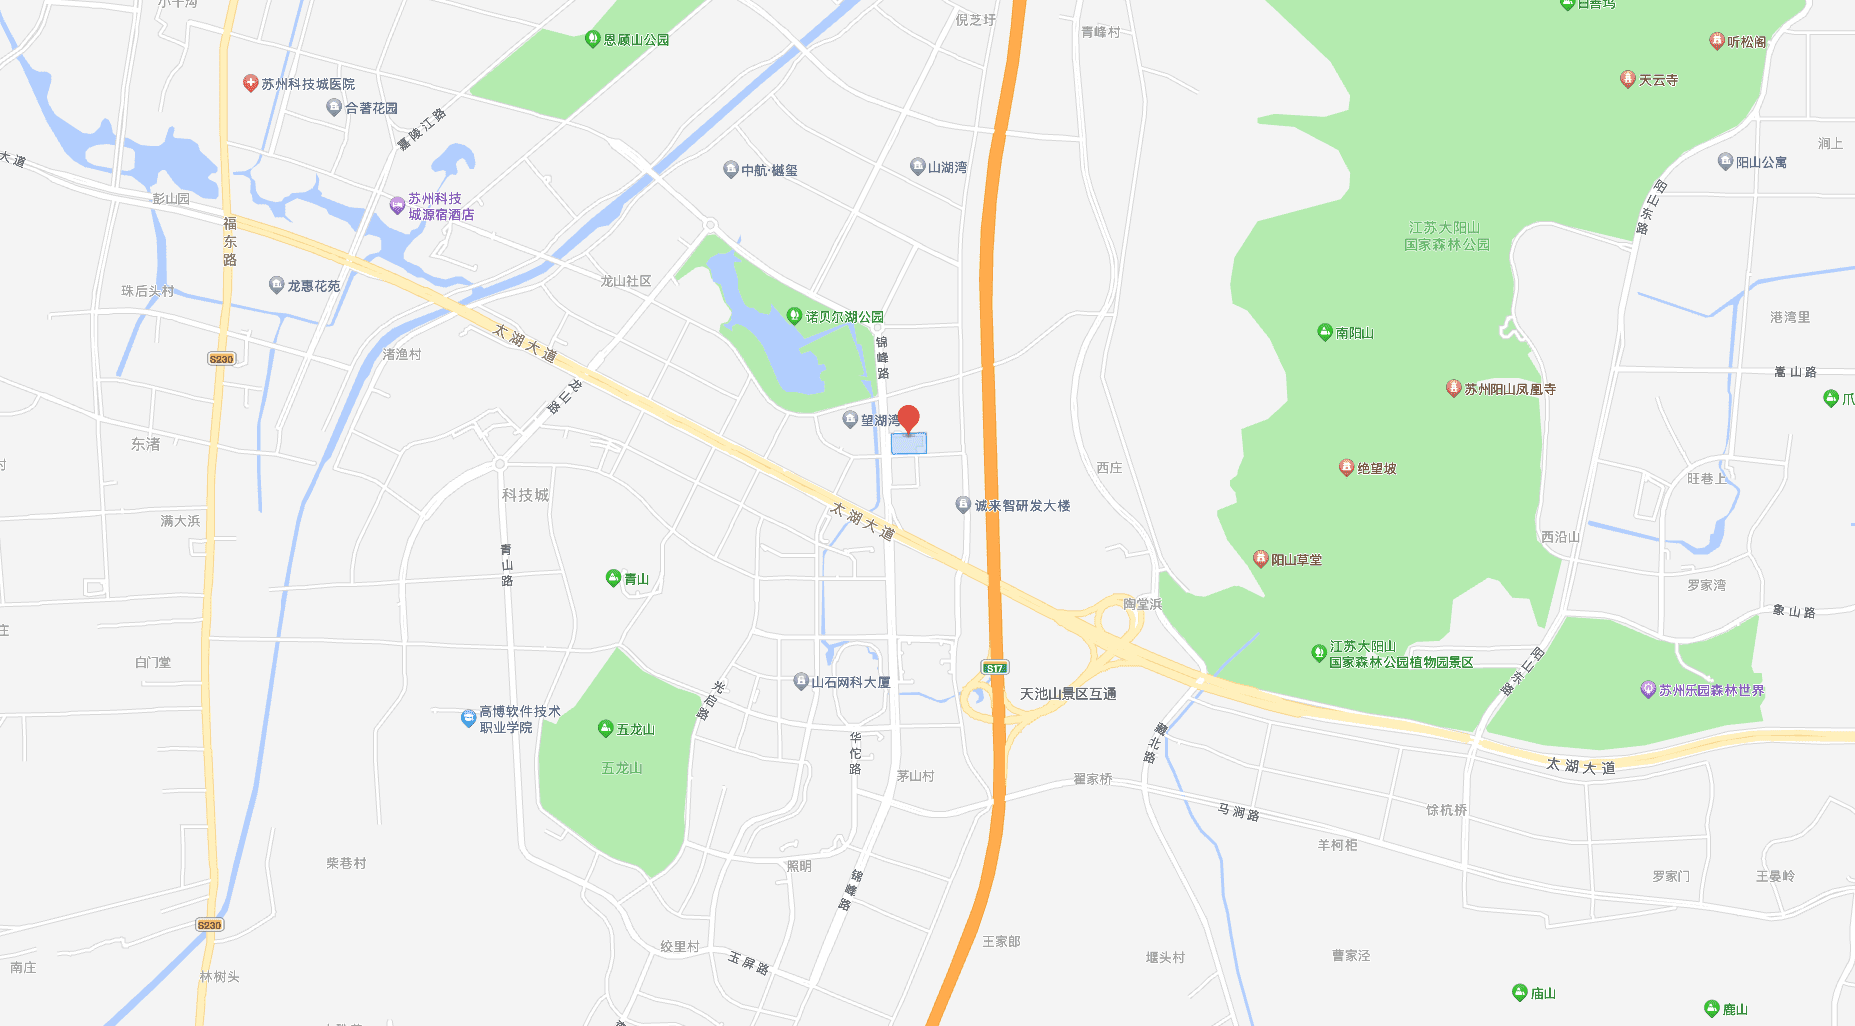 倪芝圩
白善坞
恩顾山公园
青峰村
听松阁
苏州科技城医院
天云寺
合著花园
嘉陵江路
涧上
大道
中航·樾玺
山湖湾
阳山公寓
彭山园
苏州科技
城源宿酒店
阳山东路
福东路
江苏大阳山
国家森林公园
龙惠花苑
龙山社区
珠后头村
诺贝尔湖公园
港湾里
太湖大道
南阳山
锦峰路
S230
渚渔村
嵩山路
龙山路
苏州阳山凤凰寺
爪
望湖湾
东渚
村
西庄
绝望坡
旺巷上
科技城
诚来智研发大楼
太湖大道
满大浜
西沿山
青山路
阳山草堂
青山
罗家湾
陶堂浜
象山路
庄
江苏大阳山
国家森林公园植物园景区
白门堂
S17
阳山东路
山石网科大厦
光启路
天池山景区互通
苏州乐园森林世界
高博软件技术
职业学院
五龙山
藏北路
华佗路
五龙山
太湖大道
茅山村
翟家桥
马涧路
馀杭桥
羊柯柜
柴巷村
照明
罗家门
王晏岭
锦峰路
S230
绞里村
王家郎
玉屏路
堰头村
曹家泾
南庄
林树头
庙山
鹿山